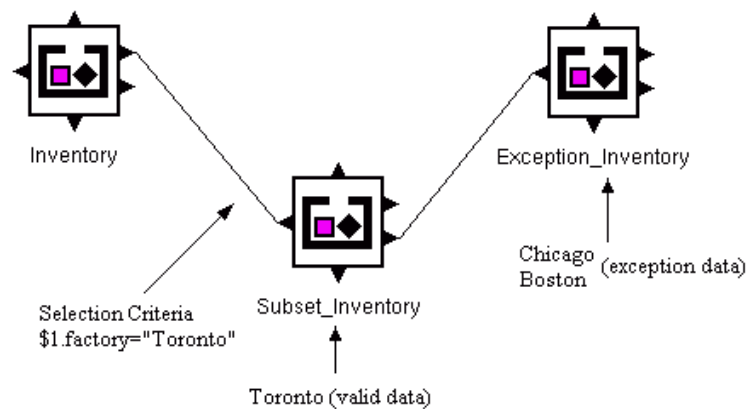 Inventory
Exception_Inventory
Chicago
Boston (exception data)
Selection Criteria
$1.factory="Toronto"
Subset_Inventory
Toronto (valid data)